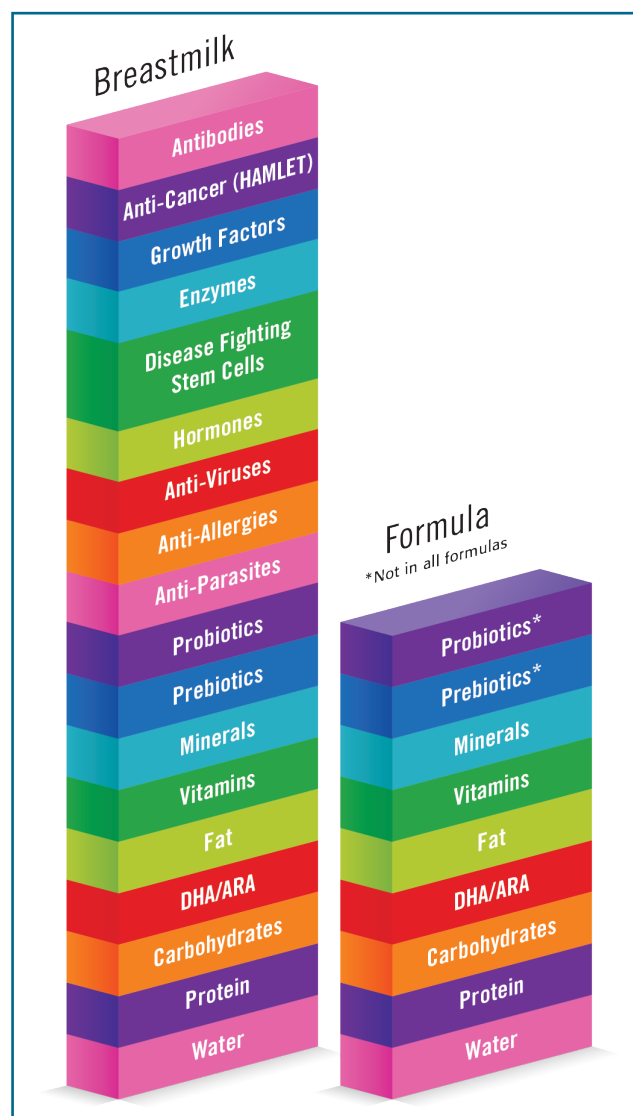 Breastmilk
Antibodies
Anti-Cancer (HAMLET)
Growth Factors
Enzymes
Disease Fighting
Stem Cells
Hormones
Anti-Viruses
Anti-Allergies
Anti-Parasites
Probiotics
Prebiotics
Minerals
Vitamins
Fat
DHA/ARA
Carbohydrates
Protein
Water
Formula
*Not in all formulas
Probiotics*
Prebiotics*
Minerals
Vitamins
Fat
DHA/ARA
Carbohydrates
Protein
Water